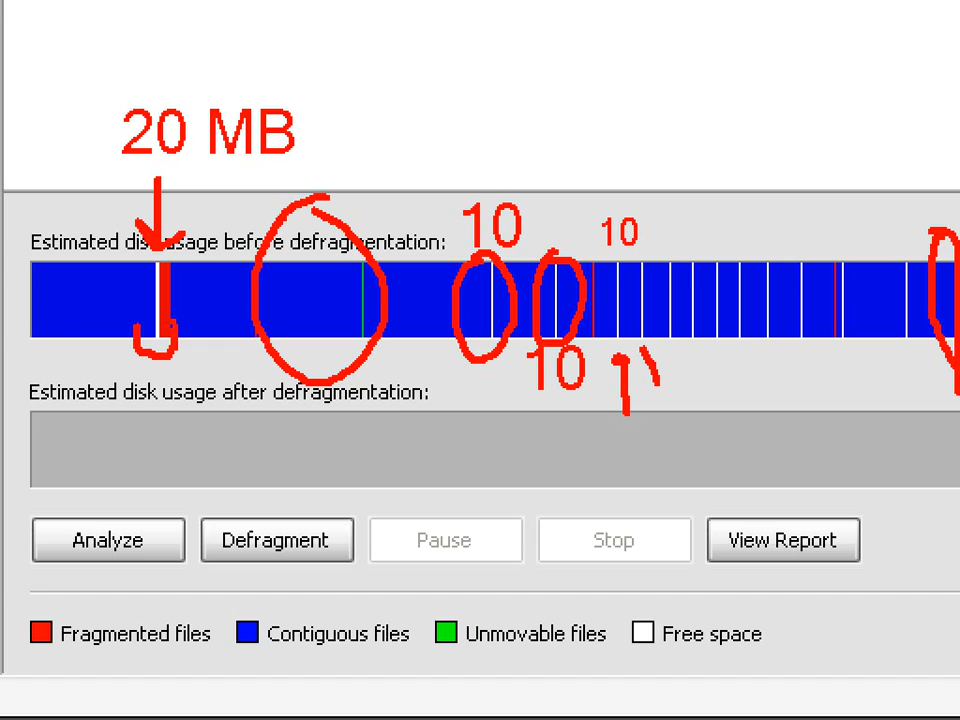 20 MB
10
10
Estimated disk usage before defragmentation:
10
Estimated disk usage after defragmentation:
Analyze
Defragment
Pause
Stop
View Report
Fragmented files
Contiguous files
Unmovable files
Free space